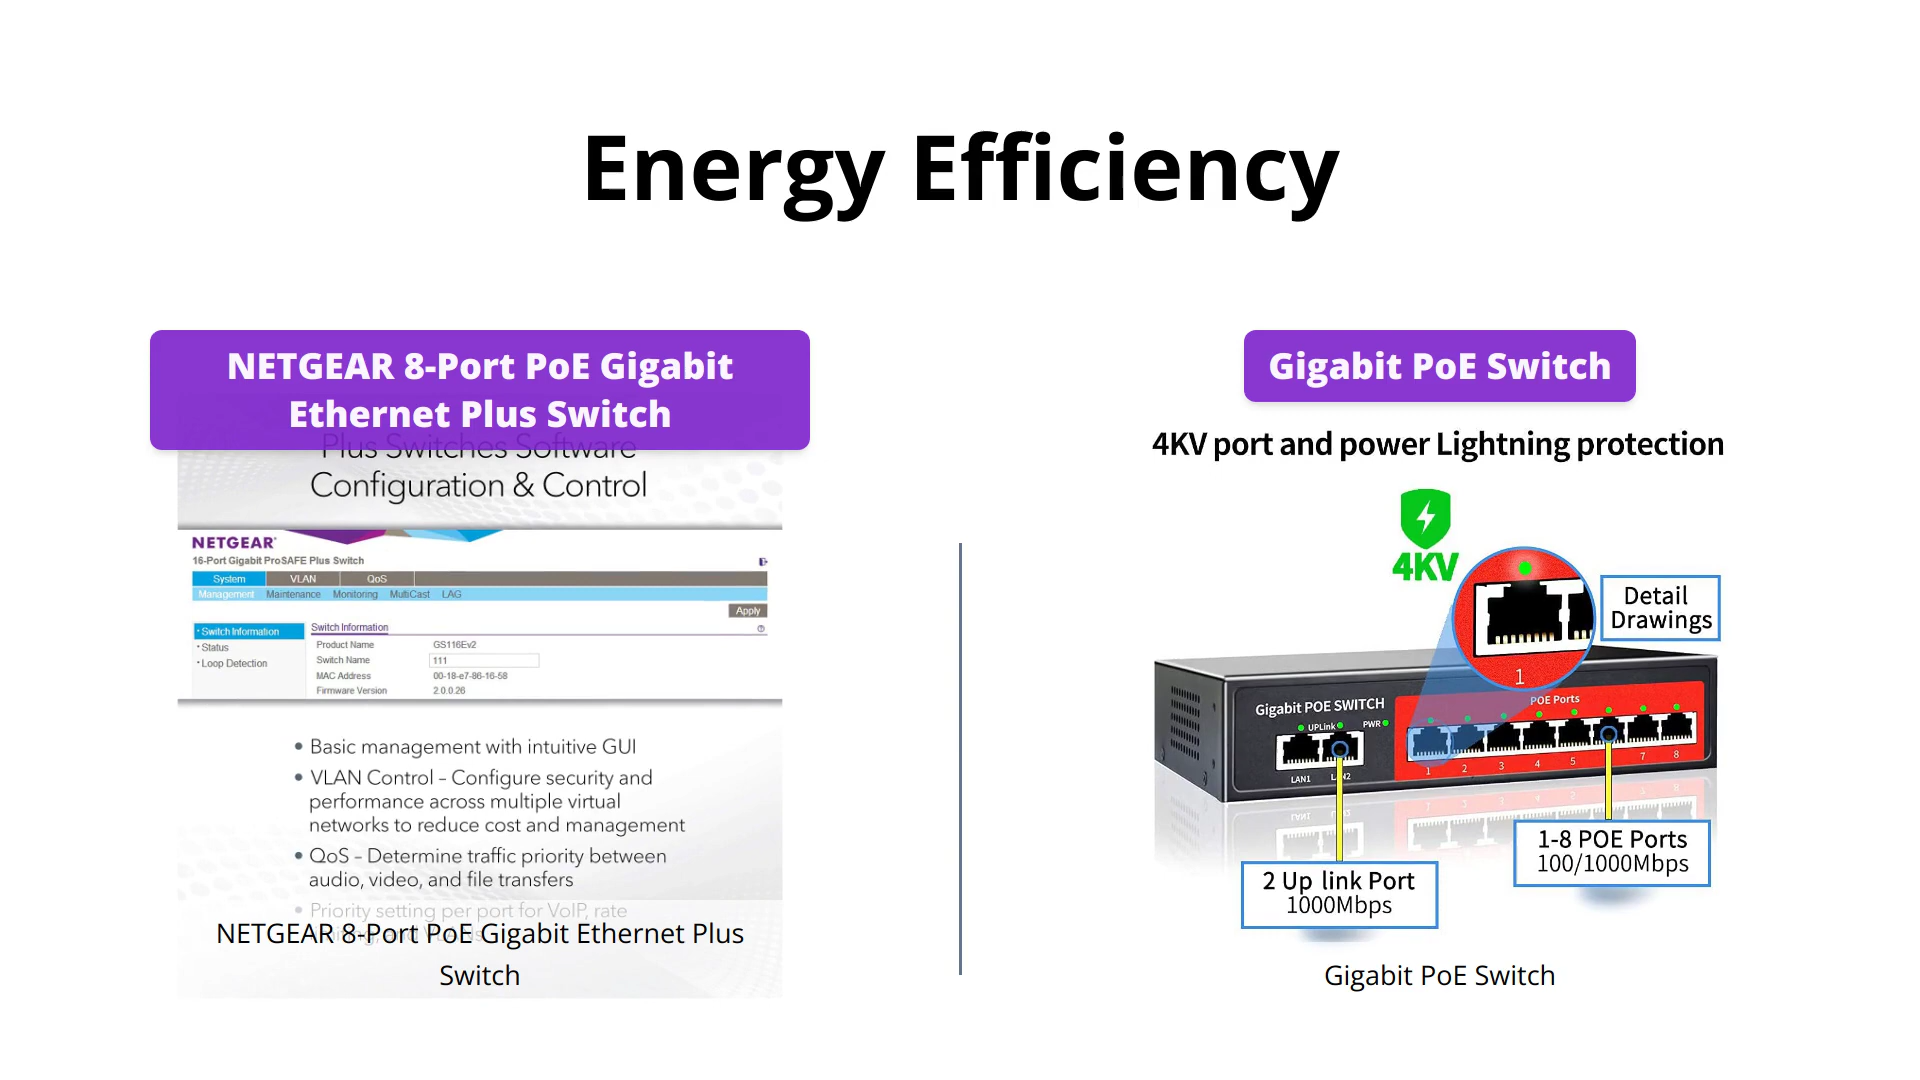 Energy Efficiency
NETGEAR 8-Port PoE Gigabit
Ethernet Plus Switch
Plus Switches Software
Configuration & Control
NETGEAR
16-Port Gigabit ProSAFE Plus Switch
System VLAN QoS
Management Maintenance Monitoring MultiCast LAG
Apply
Switch Information
Status
Loop Detection
Switch Information
Product Name GS116Ev2
Switch Name 111
MAC Address 00-18-e7-86-16-58
Firmware Version 2.0.0.26
• Basic management with intuitive GUI
• VLAN Control – Configure security and
performance across multiple virtual
networks to reduce cost and management
• QoS – Determine traffic priority between
audio, video, and file transfers
• Priority setting per port for VoIP, rate
NETGEAR 8-Port PoE Gigabit Ethernet Plus
Switch
Gigabit PoE Switch
4KV port and power Lightning protection
4KV
Detail
Drawings
1
Gigabit POE SWITCH
UPLink PWR
LAN1 LAN2
POE Ports
1 2 3 4 5 7 8
2 Up link Port
1000Mbps
1-8 POE Ports
100/1000Mbps
Gigabit PoE Switch